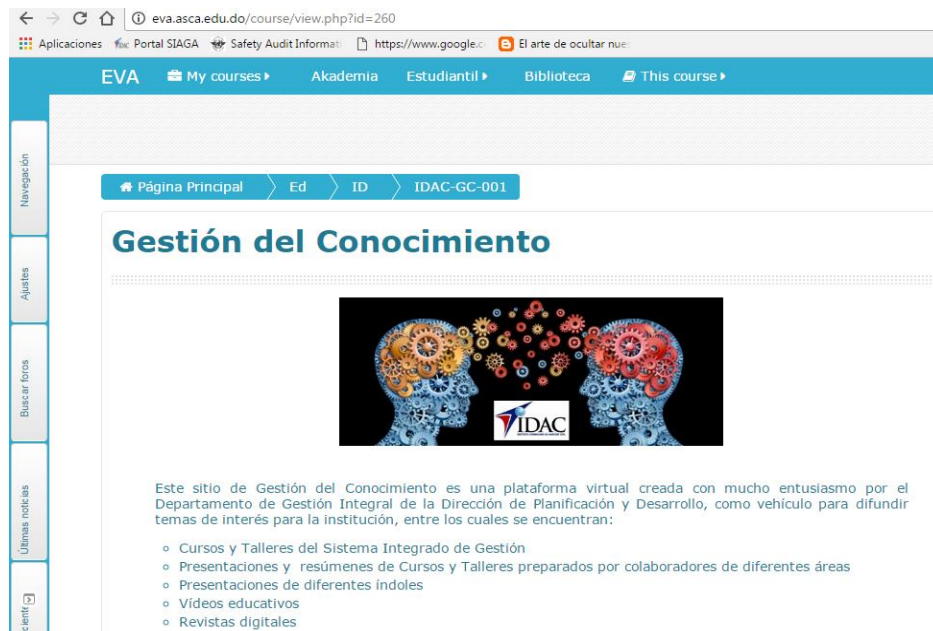 eva.asca.edu.do/course/view.php?id=260
Aplicaciones Portal SIAGA Safety Audit Informati https://www.google.c El arte de ocultar nue
EVA My courses Akademia Estudiantil Biblioteca This course
Navegación
Página Principal Ed ID IDAC-GC-001
Gestión del Conocimiento
Ajustes
IDAC
Buscar foros
Este sitio de Gestión del Conocimiento es una plataforma virtual creada con mucho entusiasmo por el
Departamento de Gestión Integral de la Dirección de Planificación y Desarrollo, como vehículo para difundir
temas de interés para la institución, entre los cuales se encuentran:
Últimas noticias
Cursos y Talleres del Sistema Integrado de Gestión
Presentaciones y resúmenes de Cursos y Talleres preparados por colaboradores de diferentes áreas
Presentaciones de diferentes índoles
Vídeos educativos
Revistas digitales